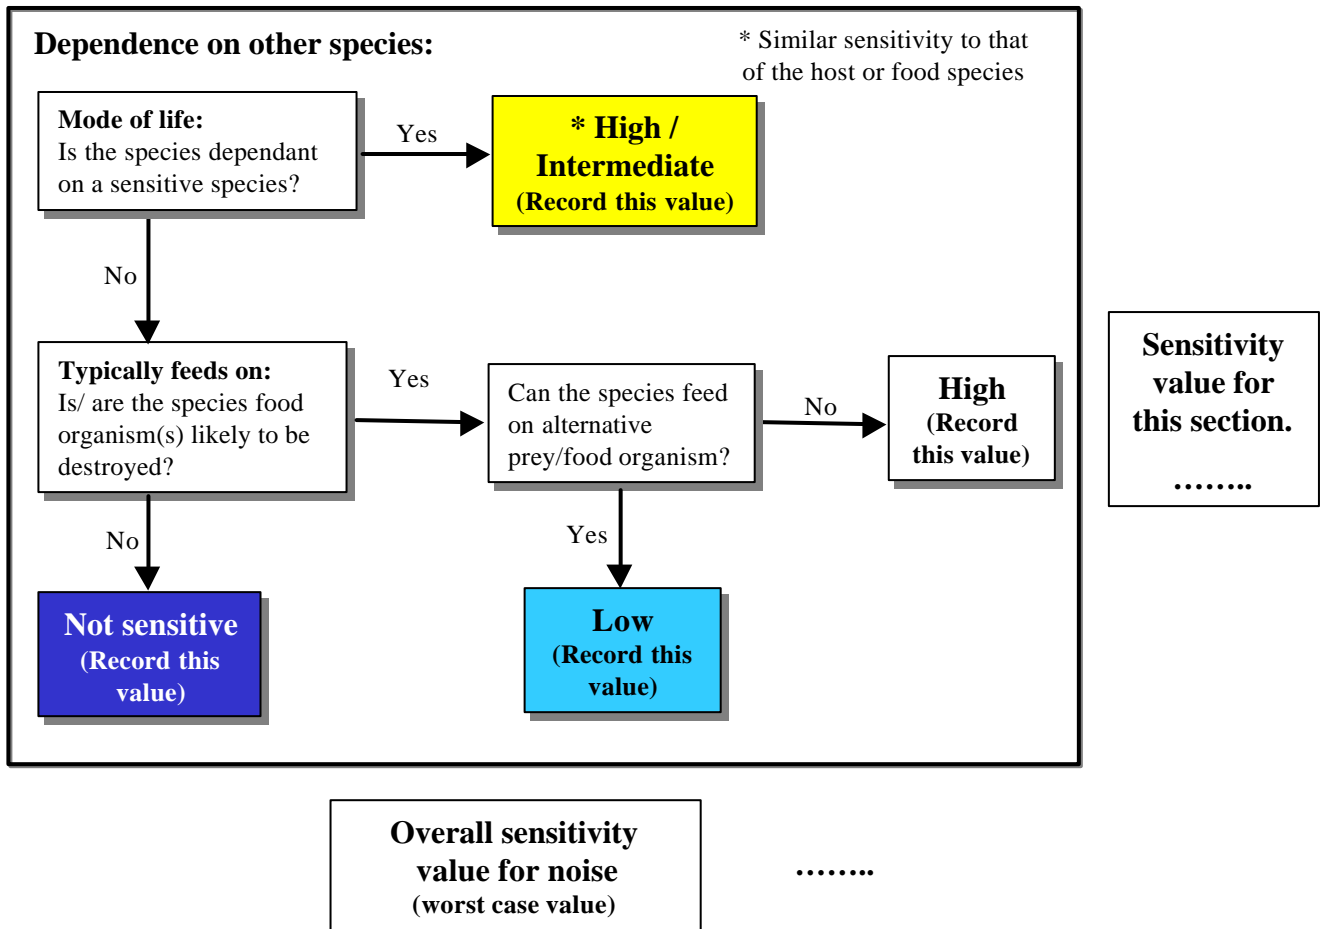 Dependence on other species:
* Similar sensitivity to that
of the host or food species
Mode of life:
Is the species dependant
on a sensitive species?
Yes
* High /
Intermediate
(Record this value)
No
Typically feeds on:
Is/ are the species food
organism(s) likely to be
destroyed?
Yes
Can the species feed
on alternative
prey/food organism?
No
High
(Record
this value)
Sensitivity
value for
this section.
……..
No
Yes
Not sensitive
(Record this
value)
Low
(Record this
value)
Overall sensitivity
value for noise
(worst case value)
……..